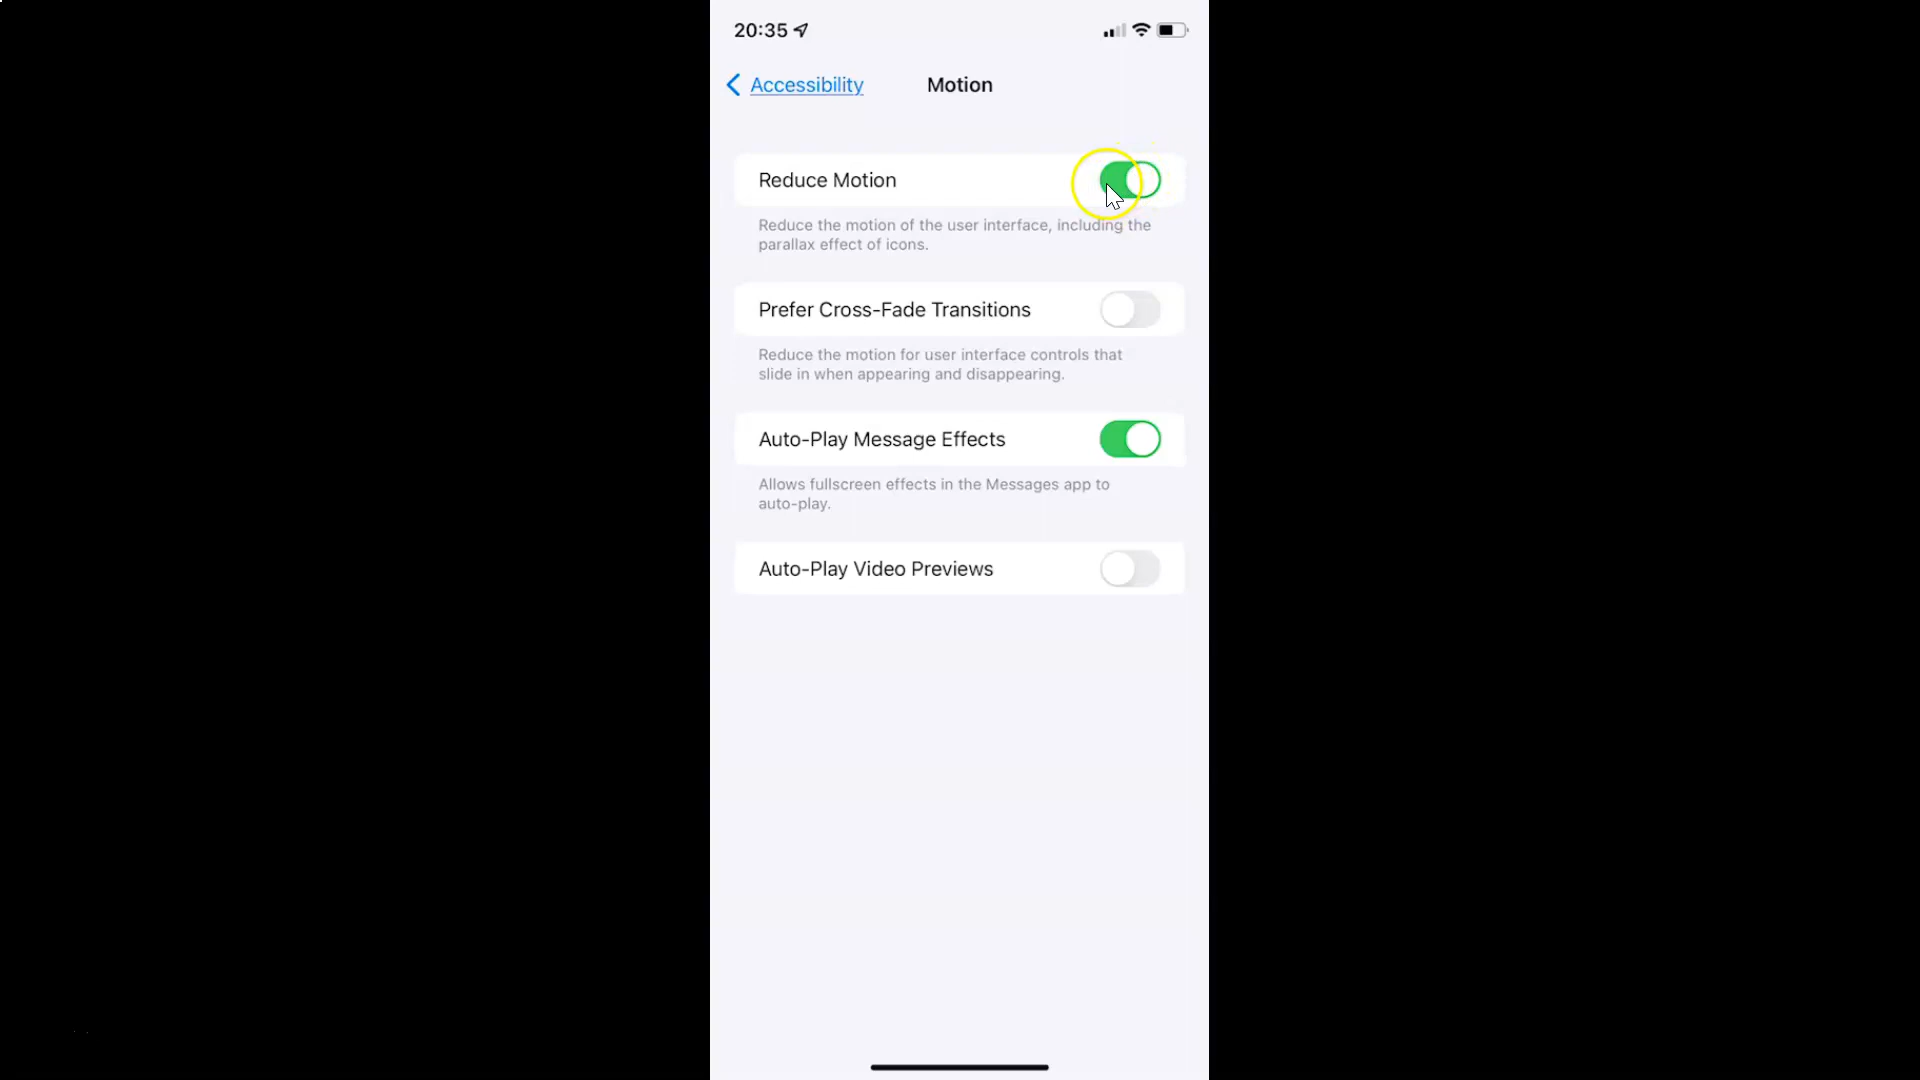 20:35
Accessibility
Motion
Reduce Motion
Reduce the motion of the user interface, including the
parallax effect of icons.
Prefer Cross-Fade Transitions
Reduce the motion for user interface controls that
slide in when appearing and disappearing.
Auto-Play Message Effects
Allows fullscreen effects in the Messages app to
auto-play.
Auto-Play Video Previews